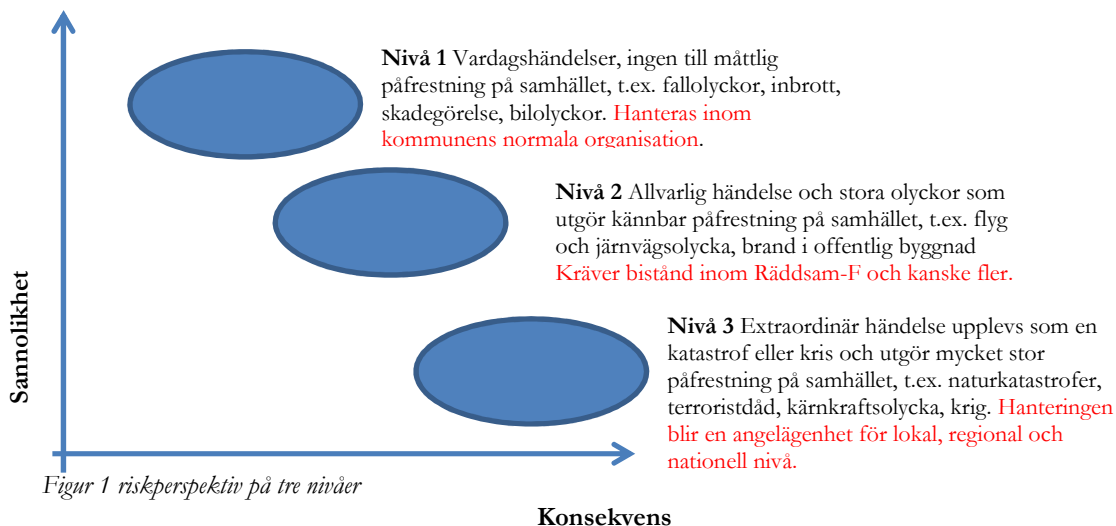 Nivå 1 Vardagshändelser, ingen till måttlig
påfrestning på samhället, t.ex. fallolyckor, inbrott,
skadegörelse, bilolyckor. Hanteras inom
kommunens normala organisation.
Nivå 2 Allvarlig händelse och stora olyckor som
utgör kännbar påfrestning på samhället, t.ex. flyg
och järnvägsolycka, brand i offentlig byggnad
Kräver bistånd inom Räddsam-F och kanske fler.
Nivå 3 Extraordinär händelse upplevs som en
katastrof eller kris och utgör mycket stor
påfrestning på samhället, t.ex. naturkatastrofer,
terroristdåd, kärnkraftsolycka, krig. Hanteringen
blir en angelägenhet för lokal, regional och
nationell nivå.
Sannolikhet
Figur 1 riskperspektiv på tre nivåer
Konsekvens